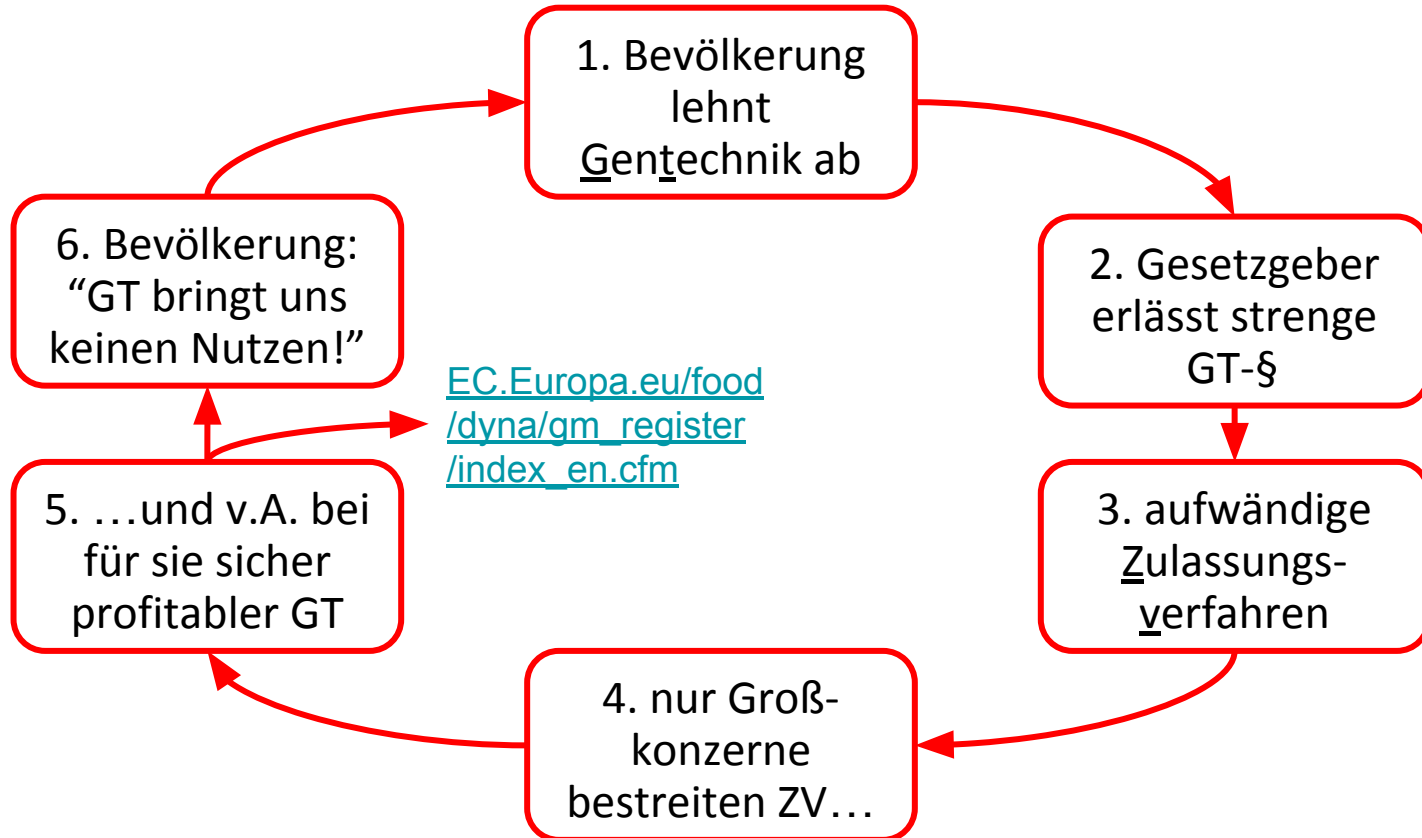 1. Bevölkerung
lehnt
Gentechnik ab
2. Gesetzgeber
erlässt strenge
GT-§
3. aufwändige
Zulassungs-
verfahren
4. nur Groß-
konzerne
bestreiten ZV…
5. …und v.A. bei
für sie sicher
profitabler GT
6. Bevölkerung:
“GT bringt uns
keinen Nutzen!”
EC.Europa.eu/food
/dyna/gm_register
/index_en.cfm